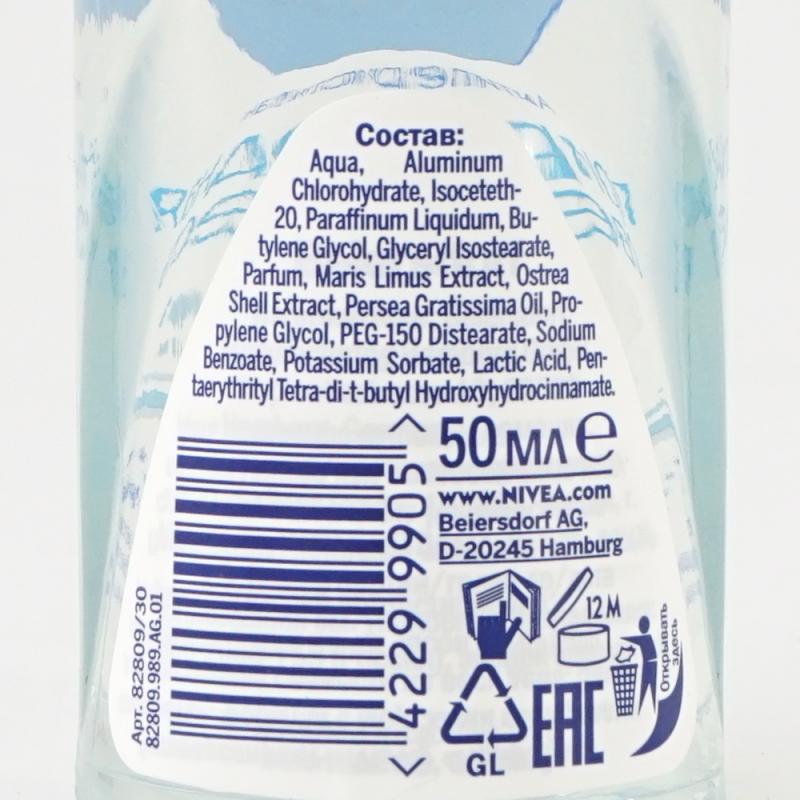 Состав:
Aqua, Aluminum
Chlorohydrate, Isoceteth-
20, Paraffinum Liquidum, Bu-
tylene Glycol, Glyceryl Isostearate,
Parfum, Maris Limus Extract, Ostrea
Shell Extract, Persea Gratissima Oil, Pro-
pylene Glycol, PEG-150 Distearate, Sodium
Benzoate, Potassium Sorbate, Lactic Acid, Pen-
taerythrityl Tetra-di-t-butyl Hydroxyhydrocinnamate.
50 мл e
www.NIVEA.com
Beiersdorf AG,
D-20245 Hamburg
4229 9905
Арт. 82809/30
82809.989.AG.01
12 M
Открывать
здесь
GL
EAC